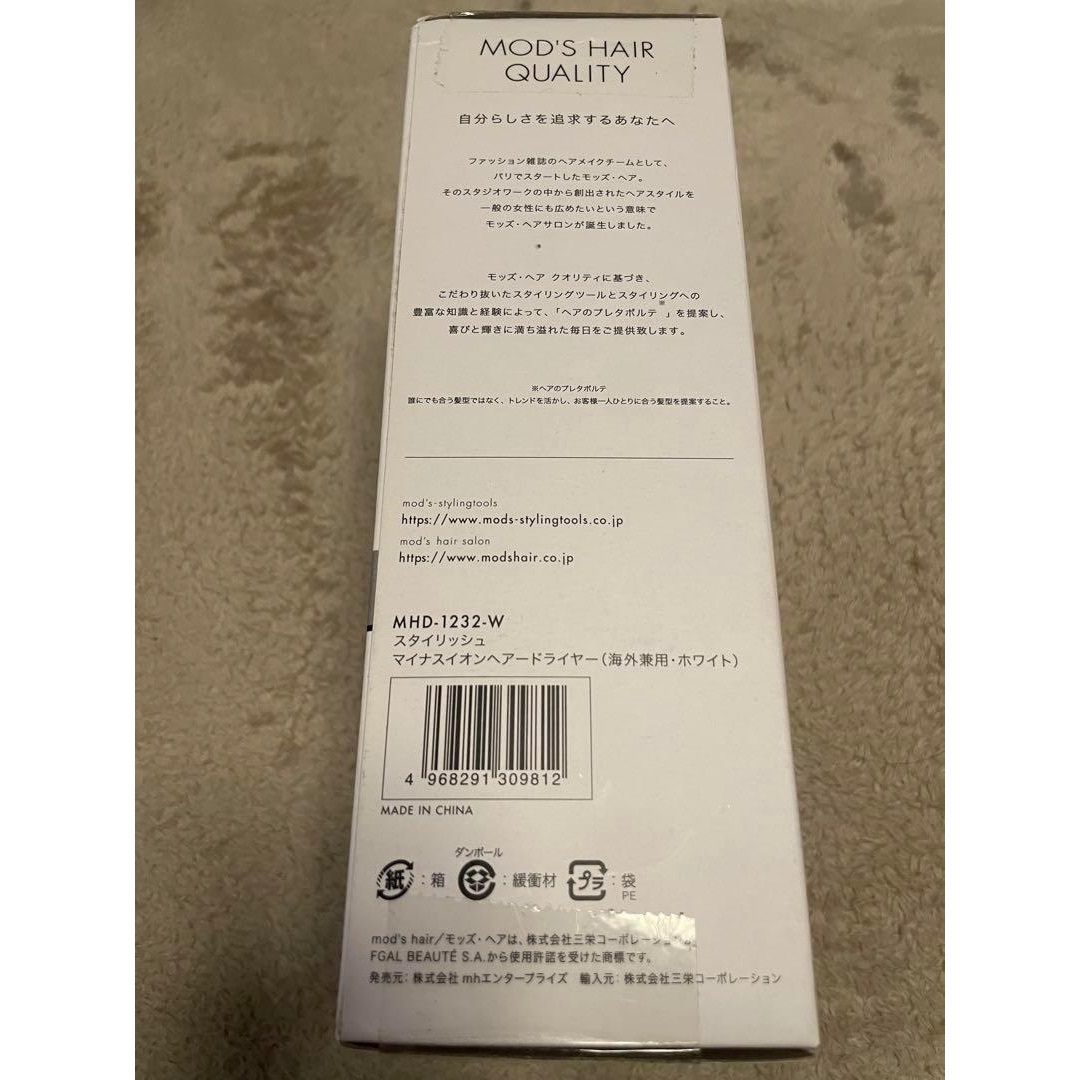 MOD'S HAIR
QUALITY
自分らしさを追求するあなたへ
ファッション雑誌のヘアメイクチームとして、
パリでスタートしたモッズ・ヘア。
そのスタジオワークの中から創出されたヘアスタイルを
一般の女性にも広めたいという意味で
モッズ・ヘアサロンが誕生しました。
モッズ・ヘア クオリティに基づき、
こだわり抜いたスタイリングツールとスタイリングへの
豊富な知識と経験によって、「ヘアのプレタポルテ※」を提案し、
喜びと輝きに満ち溢れた毎日をご提供致します。
※ヘアのプレタポルテ
誰にでも合う髪型ではなく、トレンドを活かし、お客様一人ひとりに合う髪型を提案すること。
mod's-stylingtools
https://www.mods-stylingtools.co.jp
mod's hair salon
https://www.modshair.co.jp
MHD-1232-W
スタイリッシュ
マイナスイオンヘアードライヤー(海外兼用・ホワイト)
4 968291 309812
MADE IN CHINA
ダンボール
紙:箱 :緩衝材 プラ:袋
PE
mod's hair/モッズ・ヘアは、株式会社三栄コーポレーションが、
FGAL BEAUTÉ S.A.から使用許諾を受けた商標です。
発売元:株式会社mhエンタープライズ 輸入元:株式会社三栄コーポレーション